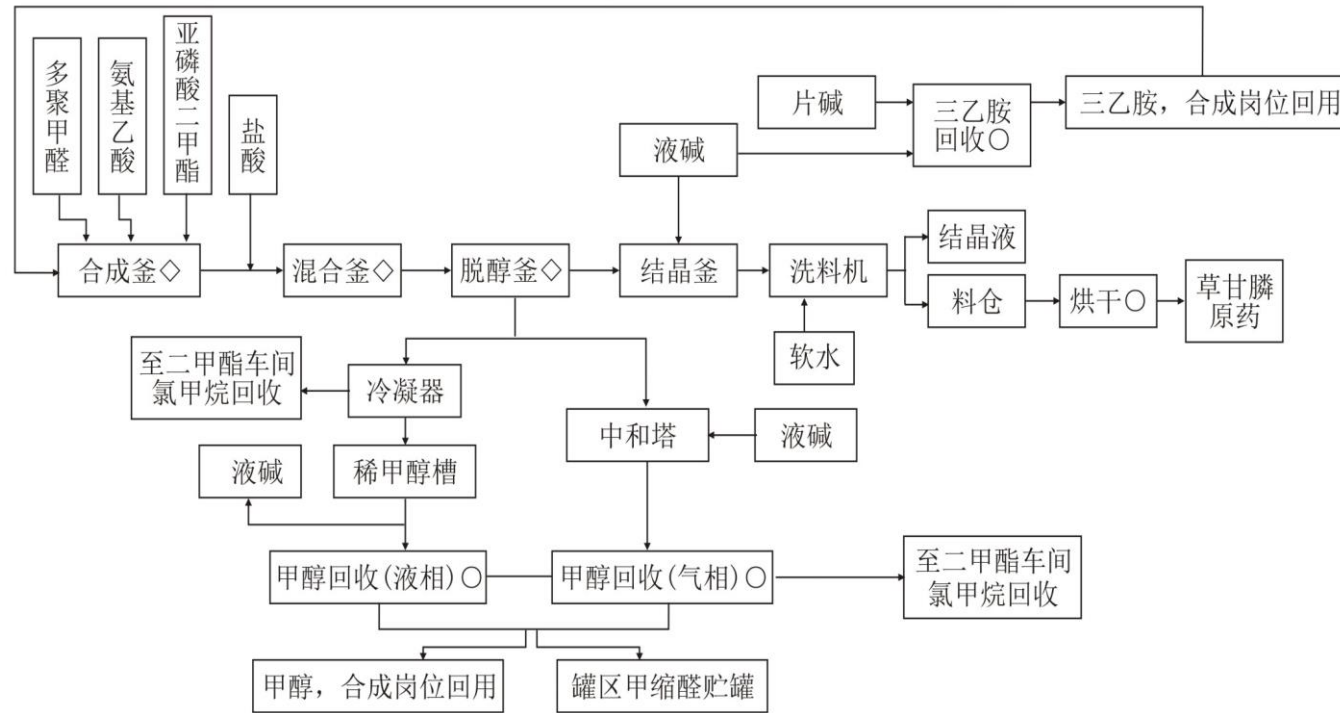 多聚甲醛
氨基乙酸
亚磷酸二甲酯
盐酸
片碱
液碱
三乙胺
回收○
三乙胺，合成岗位回用
合成釜◇
混合釜◇
脱醇釜◇
结晶釜
洗料机
结晶液
料仓
烘干○
草甘膦
原药
软水
至二甲酯车间
氯甲烷回收
冷凝器
中和塔
液碱
液碱
稀甲醇槽
甲醇回收(液相)○
甲醇回收(气相)○
至二甲酯车间
氯甲烷回收
甲醇，合成岗位回用
罐区甲缩醛贮罐